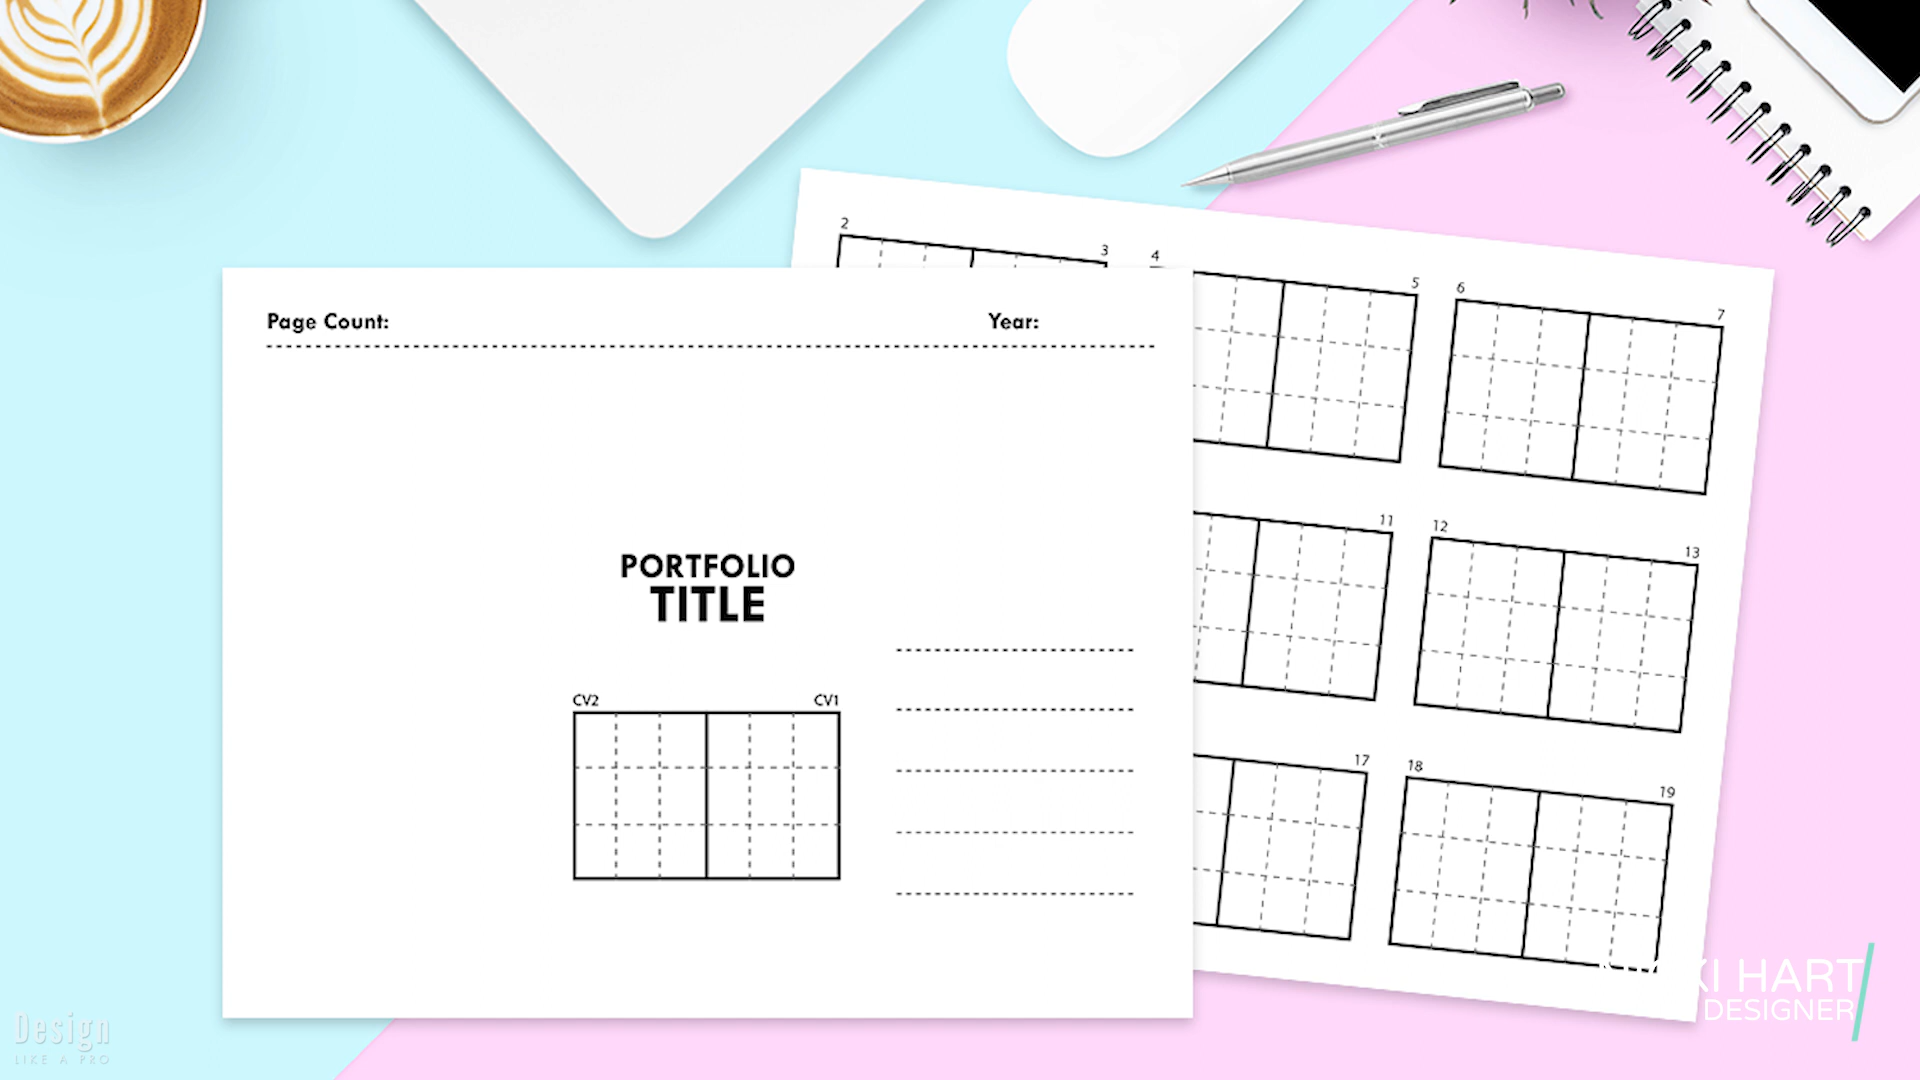 Page Count:
Year:
PORTFOLIO
TITLE
CV2
CV1
2
3
4
5
6
7
11
12
13
17
18
19
HART
DESIGNER
Design
LIKE A PRO